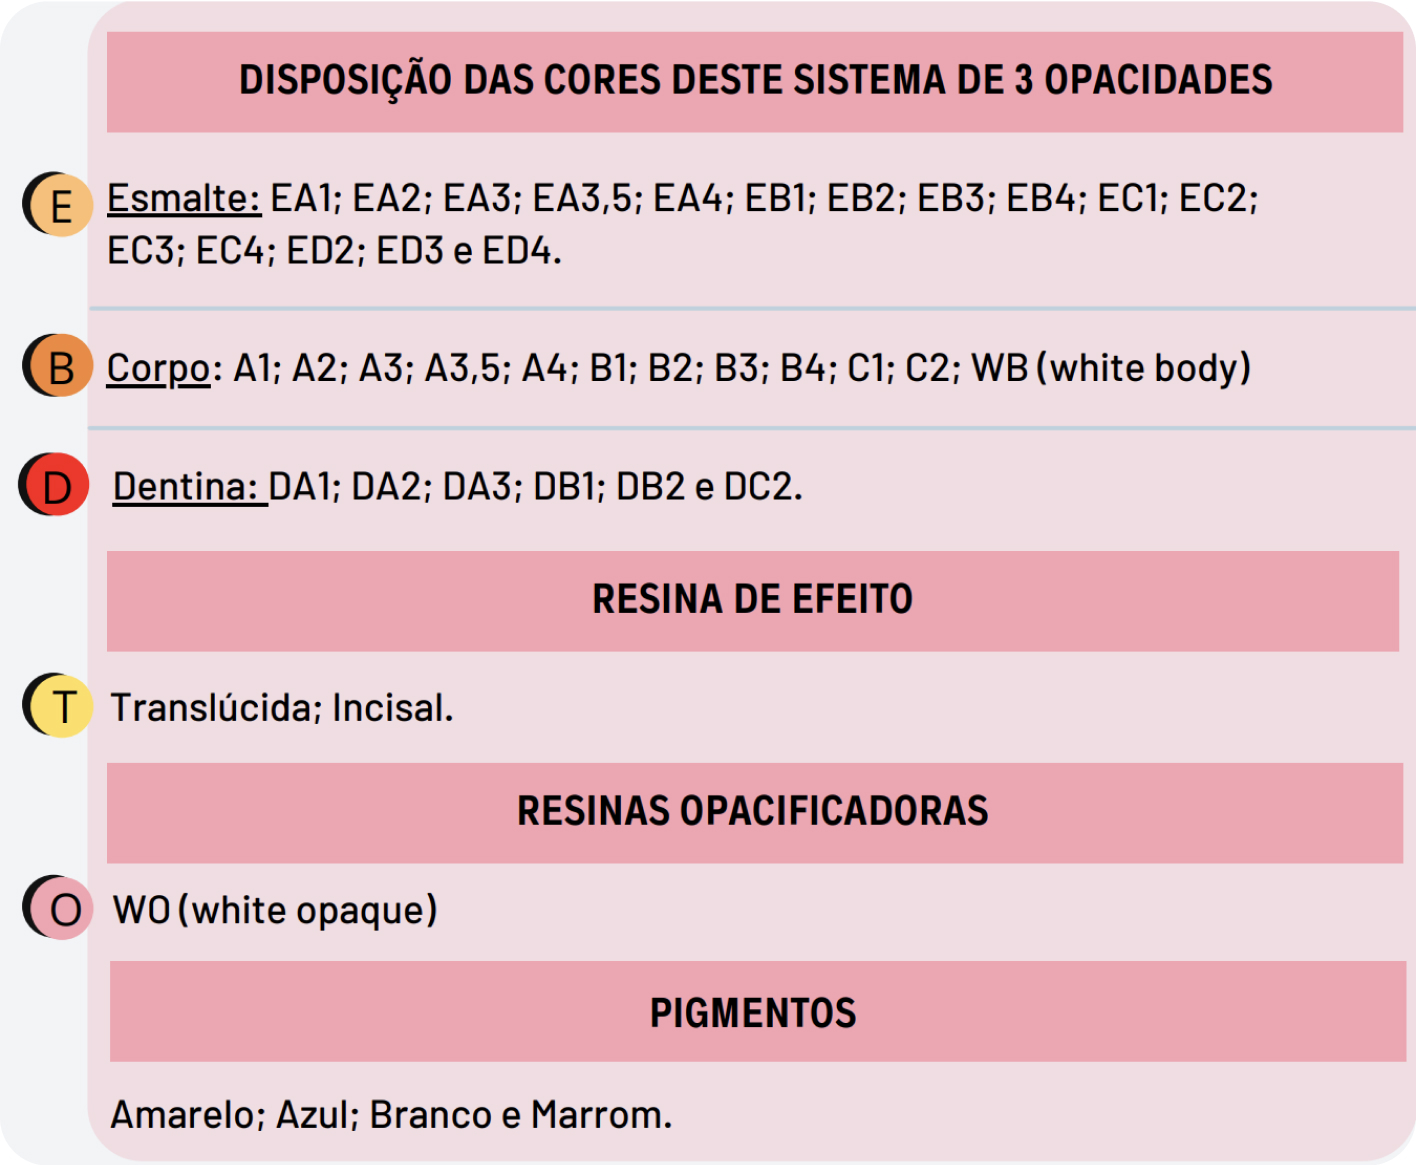 DISPOSIÇÃO DAS CORES DESTE SISTEMA DE 3 OPACIDADES
E
Esmalte: EA1; EA2; EA3; EA3,5; EA4; EB1; EB2; EB3; EB4; EC1; EC2;
EC3; EC4; ED2; ED3 e ED4.
B
Corpo: A1; A2; A3; A3,5; A4; B1; B2; B3; B4; C1; C2; WB (white body)
D
Dentina: DA1; DA2; DA3; DB1; DB2 e DC2.
RESINA DE EFEITO
T
Translúcida; Incisal.
RESINAS OPACIFICADORAS
O
WO (white opaque)
PIGMENTOS
Amarelo; Azul; Branco e Marrom.